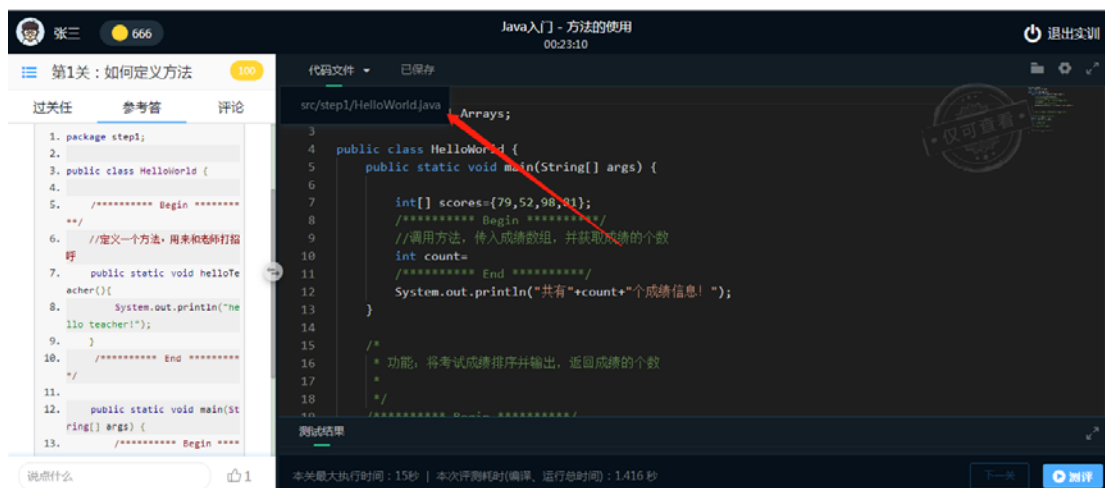 张三
666
Java入门 - 方法的使用
00:23:10
退出实训
第1关：如何定义方法
100
代码文件
已保存
过关任
参考答
评论
src/step1/HelloWorld.java
1. package step1;
2.
3. public class HelloWorld {
4.
5. /********** Begin ********
**/
6. //定义一个方法，用来和老师打招
呼
7. public static void helloTe
acher(){
8. System.out.println("he
llo teacher!");
9. }
10. /********** End *********
*/
11.
12. public static void main(St
ring[] args) {
13. /********** Begin ****
说点什么
1
Arrays;
3
4 public class HelloWorld {
5 public static void main(String[] args) {
6
7 int[] scores={79,52,98,81};
8 /********** Begin **********/
9 //调用方法，传入成绩数组，并获取成绩的个数
10 int count=
11 /********** End **********/
12 System.out.println("共有"+count+"个成绩信息！");
13 }
14
15 /*
16 * 功能：将考试成绩排序并输出，返回成绩的个数
17 *
18 */
19 /********** Begin **********/
仅可查看
测试结果
本关最大执行时间：15秒 | 本次评测耗时(编译、运行总时间)：1.416 秒
下一关
评测